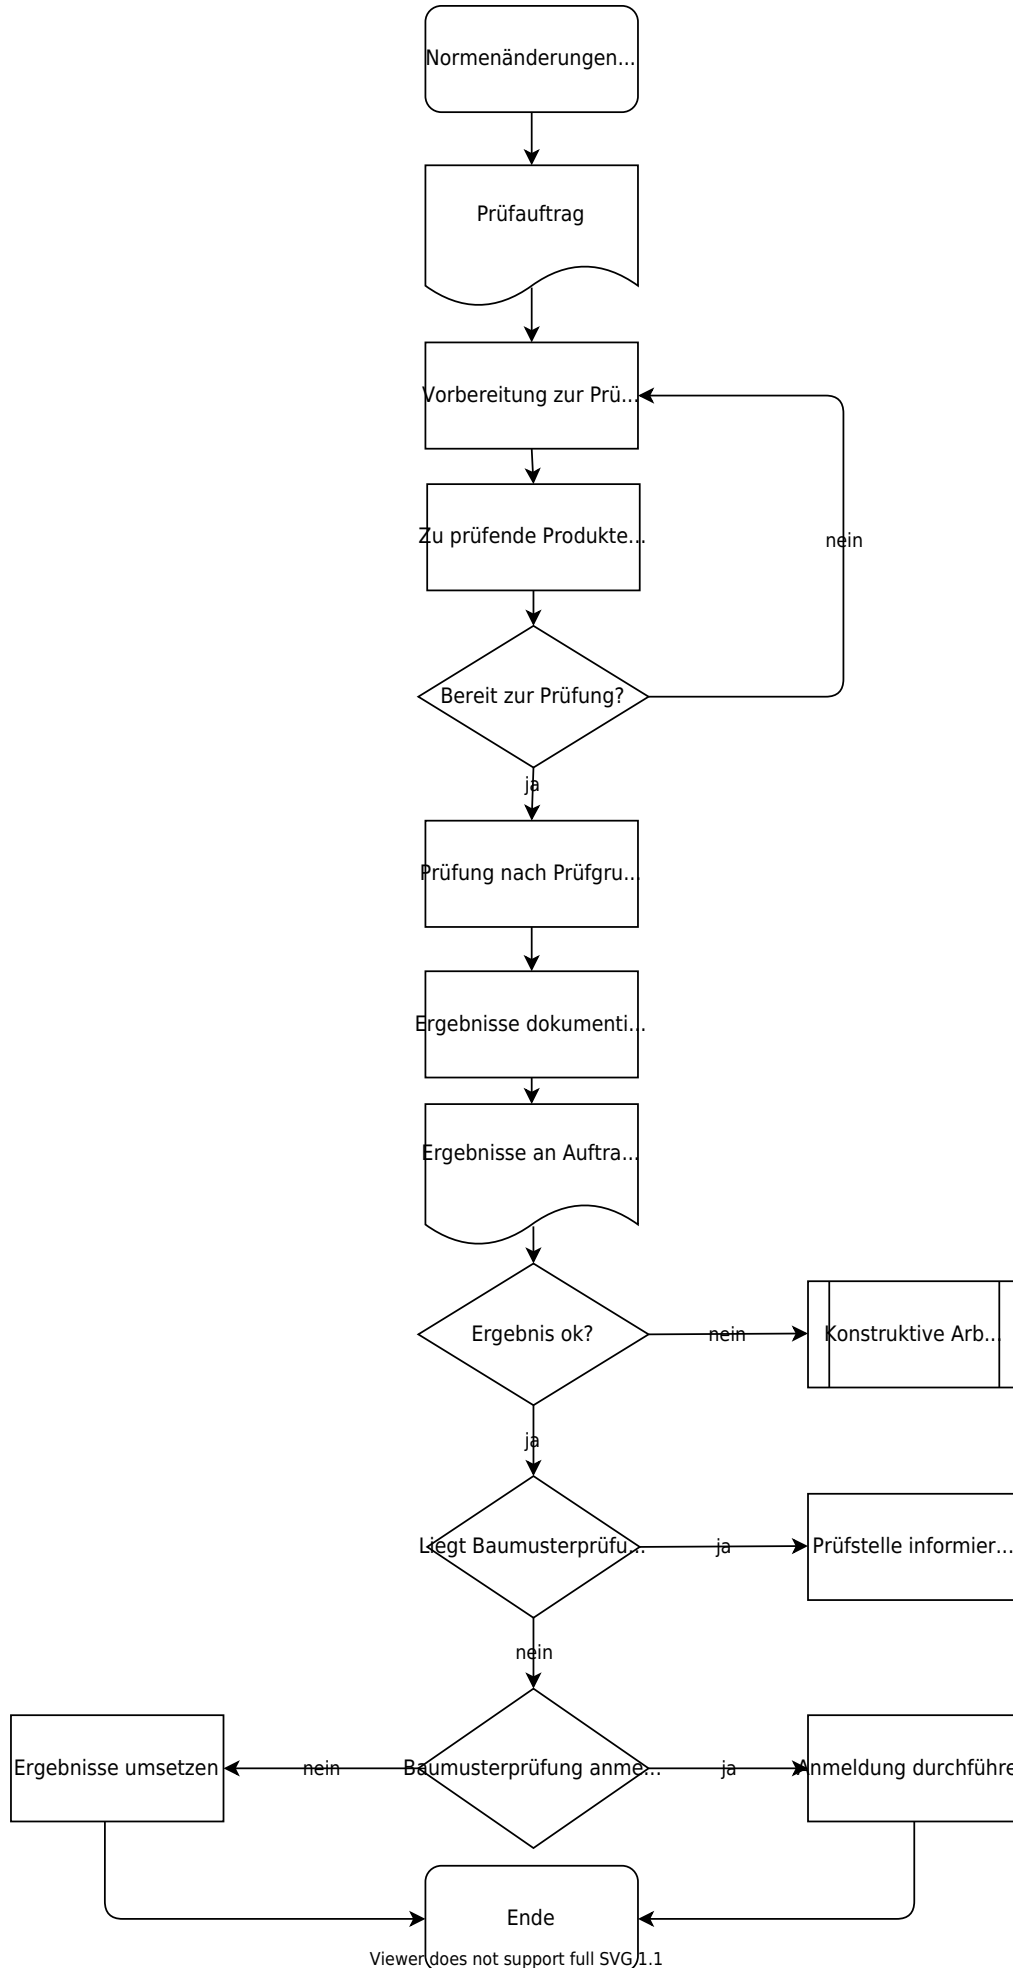 Normenänderungen...
Prüfauftrag
Vorbereitung zur Prü...
Zu prüfende Produkte...
nein
Bereit zur Prüfung?
ja
Prüfung nach Prüfgru...
Ergebnisse dokumenti...
Ergebnisse an Auftra...
Ergebnis ok?
nein
Konstruktive Arb...
ja
Liegt Baumusterprüfu...
ja
Prüfstelle informier...
nein
Ergebnisse umsetzen
nein
Baumusterprüfung anme...
ja
Anmeldung durchführe
Ende
Viewer does not support full SVG 1.1